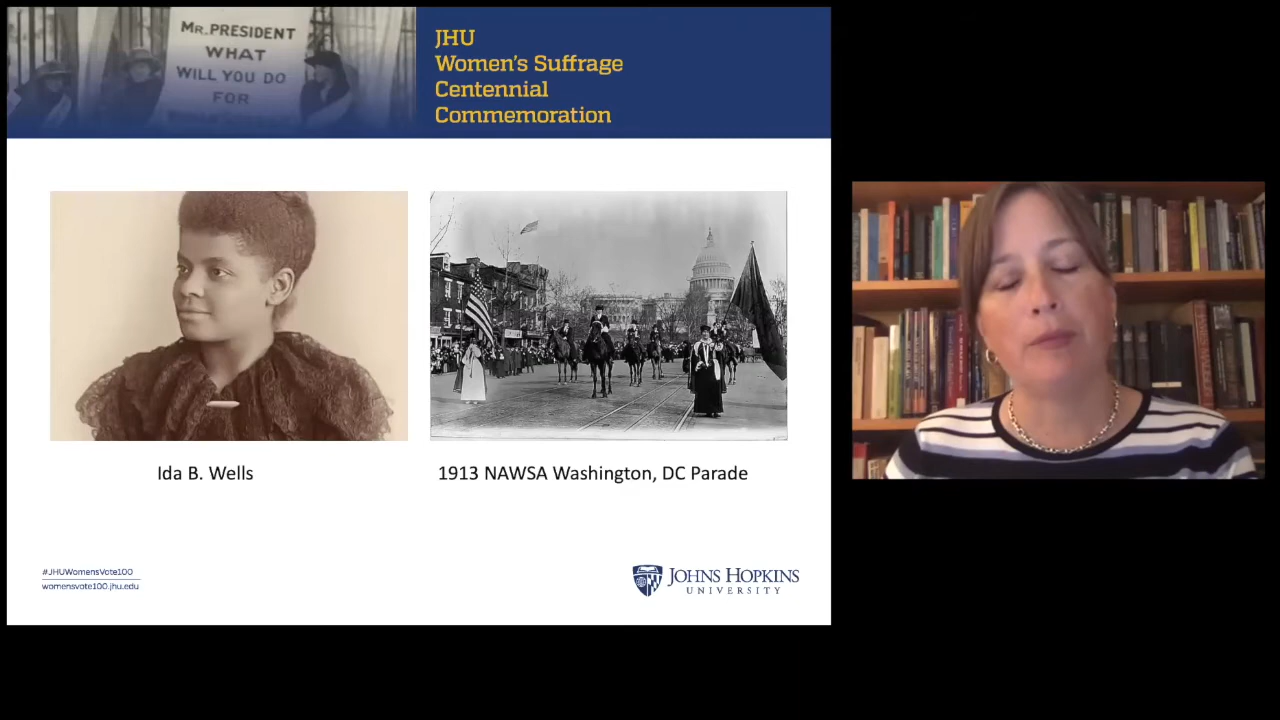 MR. PRESIDENT
WHAT
WILL YOU DO
FOR
JHU
Women's Suffrage
Centennial
Commemoration
Ida B. Wells
1913 NAWSA Washington, DC Parade
#JHUWomensVote100
womensvote100.jhu.edu
JOHNS HOPKINS
UNIVERSITY